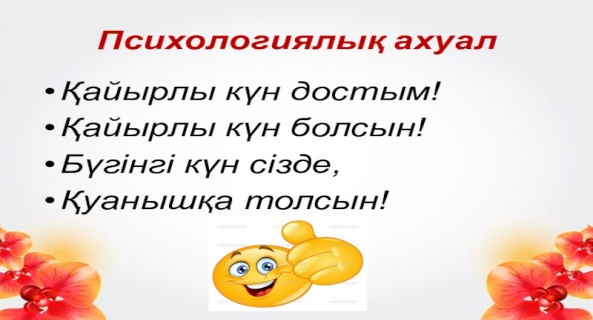 Психологиялық ахуал
• Қайырлы күн достым!
• Қайырлы күн болсын!
• Бүгінгі күн сізде,
• Қуанышқа толсын!